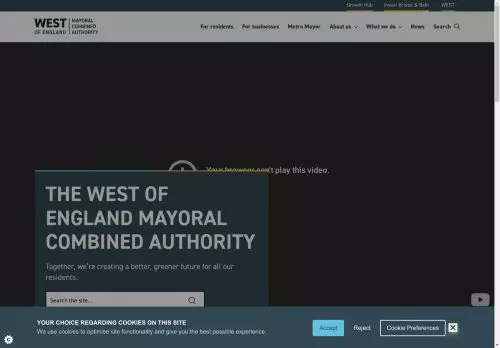 Growth Hub Invest Bristol & Bath WEST
WEST OF ENGLAND MAYORAL COMBINED AUTHORITY
For residents For businesses Metro Mayor About us What we do News Search
Your browser can't play this video.
THE WEST OF
ENGLAND MAYORAL
COMBINED AUTHORITY
Together, we're creating a better, greener future for all our
residents.
Search the site...
YOUR CHOICE REGARDING COOKIES ON THIS SITE
We use cookies to optimise site functionality and give you the best possible experience.
Accept Reject Cookie Preferences